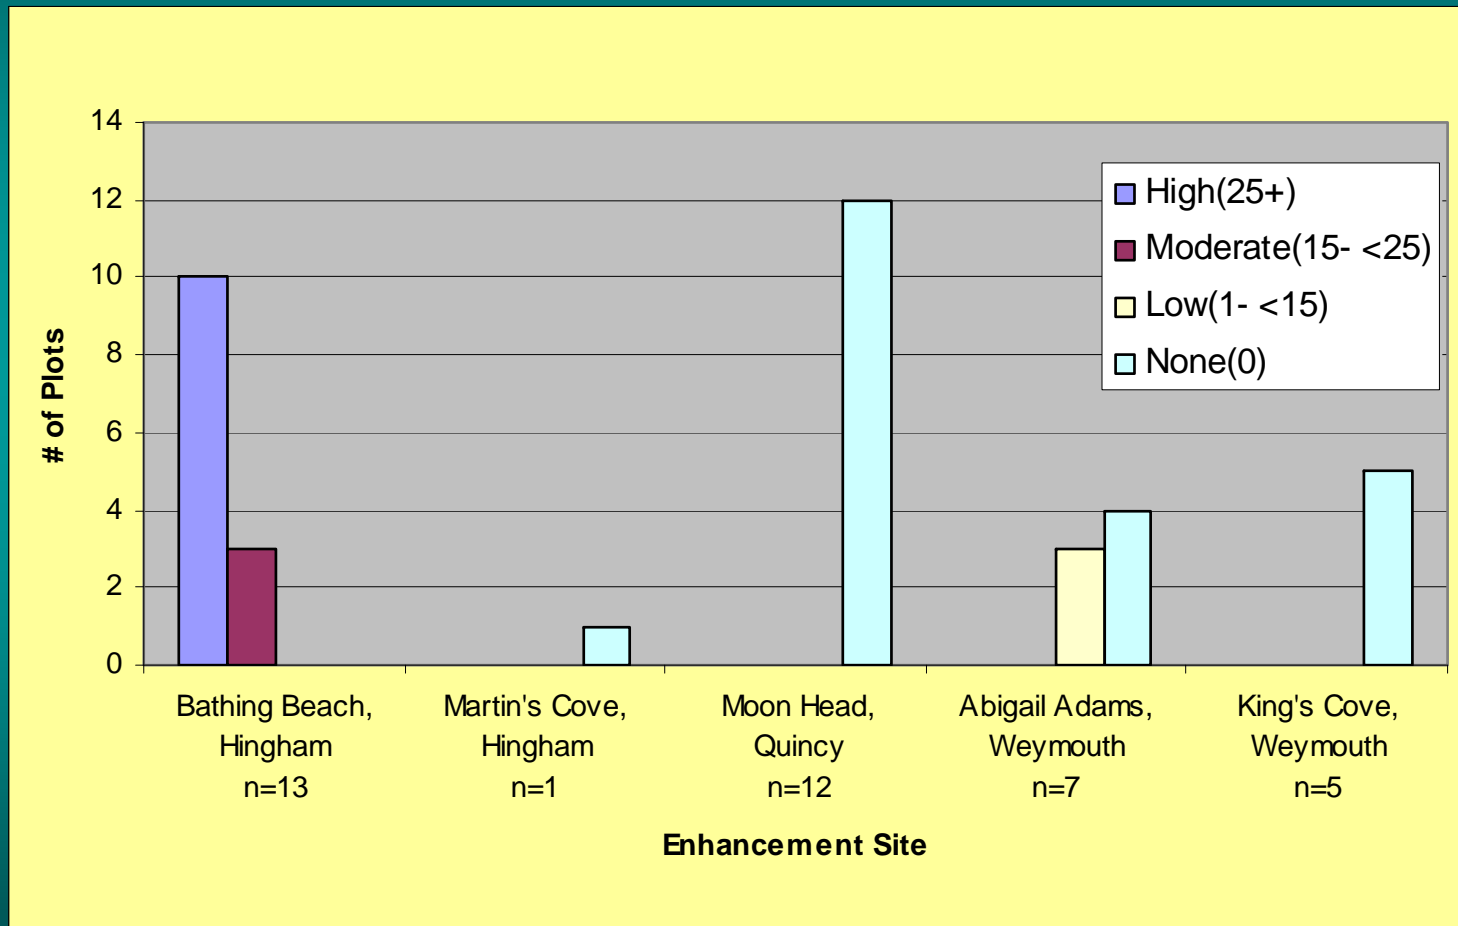 14
12
10
8
6
4
2
0
# of Plots
High(25+)
Moderate(15- <25)
Low(1- <15)
None(0)
Bathing Beach,
Hingham
n=13
Martin's Cove,
Hingham
n=1
Moon Head,
Quincy
n=12
Abigail Adams,
Weymouth
n=7
King's Cove,
Weymouth
n=5
Enhancement Site